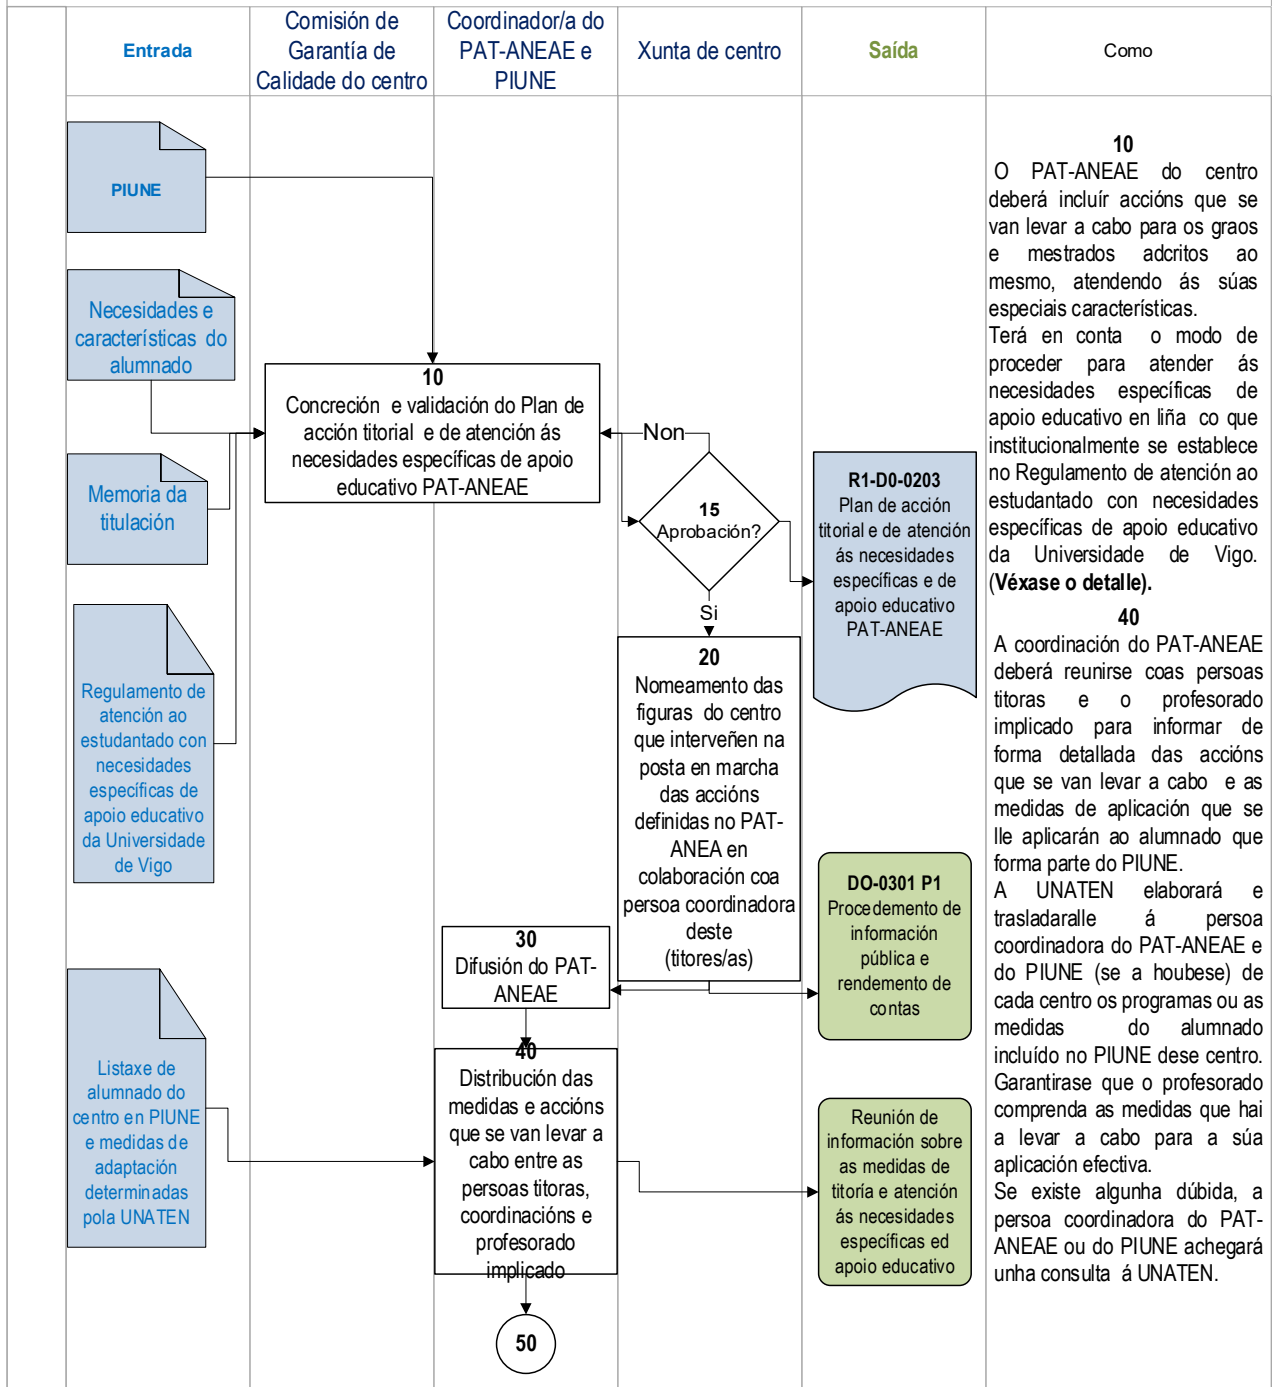 Entrada
Comisión de
Garantía de
Calidade do centro
Coordinador/a do
PAT-ANEAE e
PIUNE
Xunta de centro
Saída
Como
PIUNE
Necesidades e
características do
alumnado
Memoria da
titulación
Regulamento de
atención ao
estudantado con
necesidades
específicas de
apoio educativo
da Universidade
de Vigo
Listaxe de
alumnado do
centro en PIUNE
e medidas de
adaptación
determinadas
pola UNATEN
10
Concreción e validación do Plan de
acción titorial e de atención ás
necesidades específicas de apoio
educativo PAT-ANEAE
Non
15
Aprobación?
Si
20
Nomeamento das
figuras do centro
que interveñen na
posta en marcha
das accións
definidas no PAT-
ANEA en
colaboración coa
persoa coordinadora
deste
(titores/as)
30
Difusión do PAT-
ANEAE
40
Distribución das
medidas e accións
que se van levar a
cabo entre as
persoas titoras,
coordinacións e
profesorado
implicado
50
R1-D0-0203
Plan de acción
titorial e de atención
ás necesidades
específicas e de
apoio educativo
PAT-ANEAE
DO-0301 P1
Procedemento de
información
pública e
rendemento de
contas
Reunión de
información sobre
as medidas de
titoría e atención
ás necesidades
específicas ed
apoio educativo
10
O PAT-ANEAE do centro
deberá incluír accións que se
van levar a cabo para os graos
e mestrados adcritos ao
mesmo, atendendo ás súas
especiais características.
Terá en conta o modo de
proceder para atender ás
necesidades específicas de
apoio educativo en liña co que
institucionalmente se establece
no Regulamento de atención ao
estudantado con necesidades
específicas de apoio educativo
da Universidade de Vigo.
(Véxase o detalle).
40
A coordinación do PAT-ANEAE
deberá reunirse coas persoas
titoras e o profesorado
implicado para informar de
forma detallada das accións
que se van levar a cabo e as
medidas de aplicación que se
lle aplicarán ao alumnado que
forma parte do PIUNE.
A UNATEN elaborará e
trasladaralle á persoa
coordinadora do PAT-ANEAE e
do PIUNE (se a houbese) de
cada centro os programas ou as
medidas do alumnado
incluído no PIUNE dese centro.
Garantirase que o profesorado
comprenda as medidas que hai
a levar a cabo para a súa
aplicación efectiva.
Se existe algunha dúbida, a
persoa coordinadora do PAT-
ANEAE ou do PIUNE achegará
unha consulta á UNATEN.